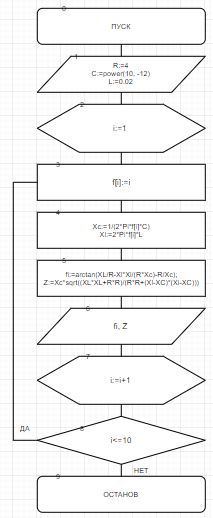 0
ПУСК
1
R:=4
C:=power(10, -12)
L:=0.02
2
i:=1
3
f[i]:=i
4
Xc:=1/(2*Pi*f[i]*C)
Xl:=2*Pi*f[i]*L
5
fi:=arctan(XL/R-Xl*Xl/(R*Xc)-R/Xc);
Z:=Xc*sqrt((XL*XL+R*R)/(R*R+(Xl-XC)*(Xl-XC)))
6
fi, Z
7
i:=i+1
8
i<=10
ДА
НЕТ
9
ОСТАНОВ